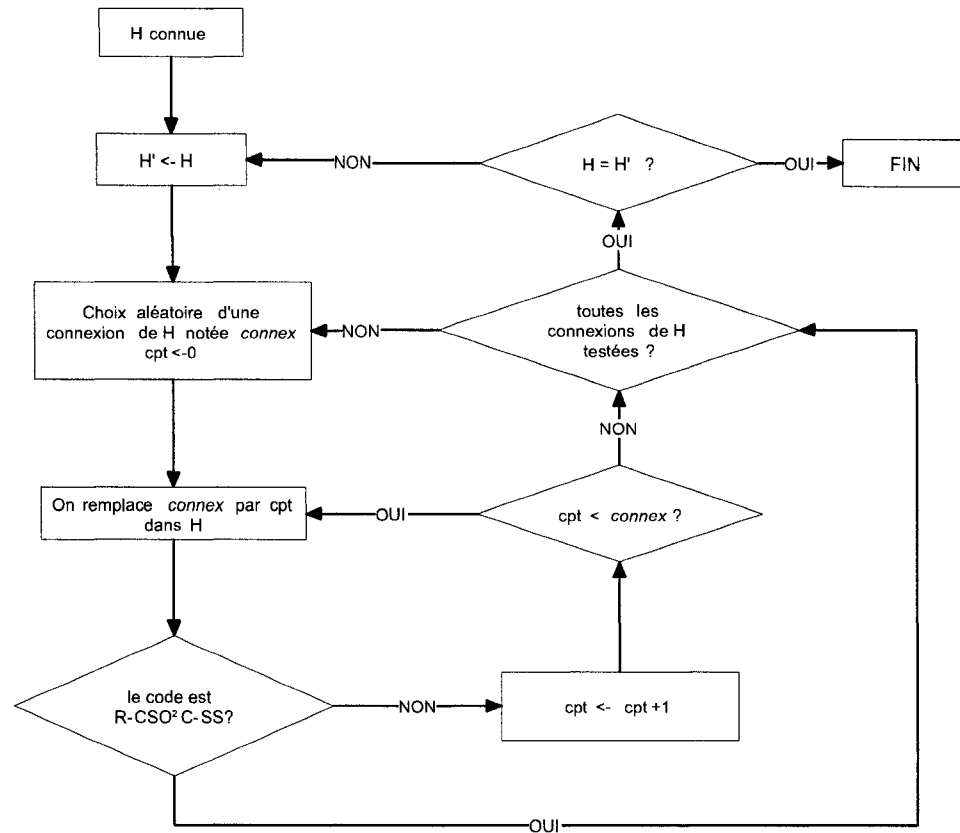 H connue
H' <- H
NON
H = H' ?
OUI
FIN
OUI
Choix aléatoire d'une
connexion de H notée connex
cpt <-0
NON
toutes les
connexions de H
testées ?
NON
On remplace connex par cpt
dans H
OUI
cpt < connex ?
le code est
R-CSO²C-SS?
NON
cpt <- cpt +1
OUI